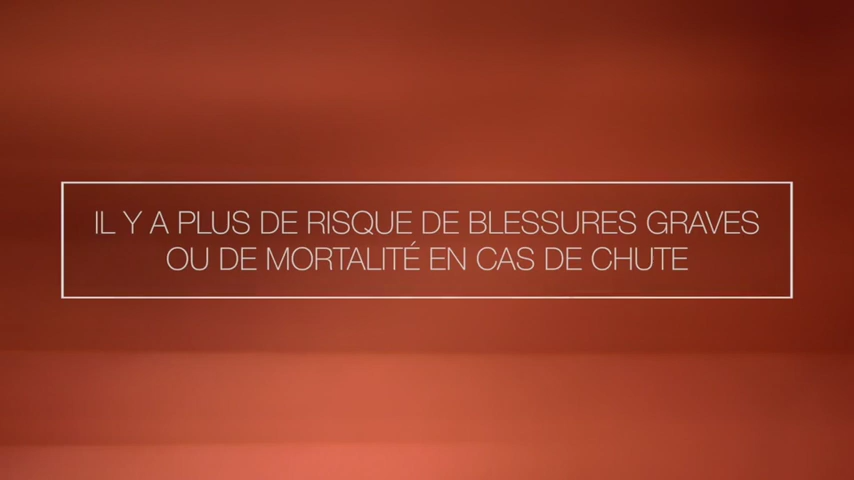 IL Y A PLUS DE RISQUE DE BLESSURES GRAVES
OU DE MORTALITÉ EN CAS DE CHUTE